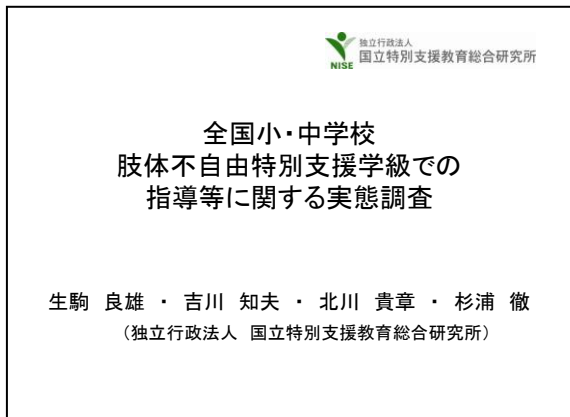 独立行政法人
国立特別支援教育総合研究所
NISE
全国小・中学校
肢体不自由特別支援学級での
指導等に関する実態調査
生駒 良雄 ・ 吉川 知夫 ・ 北川 貴章 ・ 杉浦 徹
（独立行政法人 国立特別支援教育総合研究所）